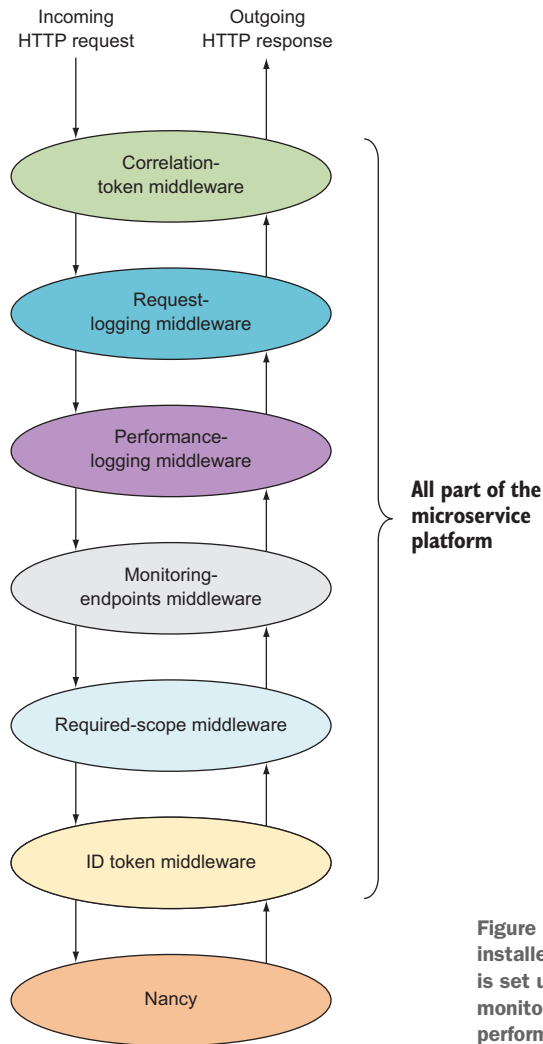 Incoming
HTTP request
Outgoing
HTTP response
Correlation-
token middleware
Request-
logging middleware
Performance-
logging middleware
Monitoring-
endpoints middleware
Required-scope middleware
ID token middleware
Nancy
All part of the
microservice
platform
Figure
installe
is set u
monitor
perform